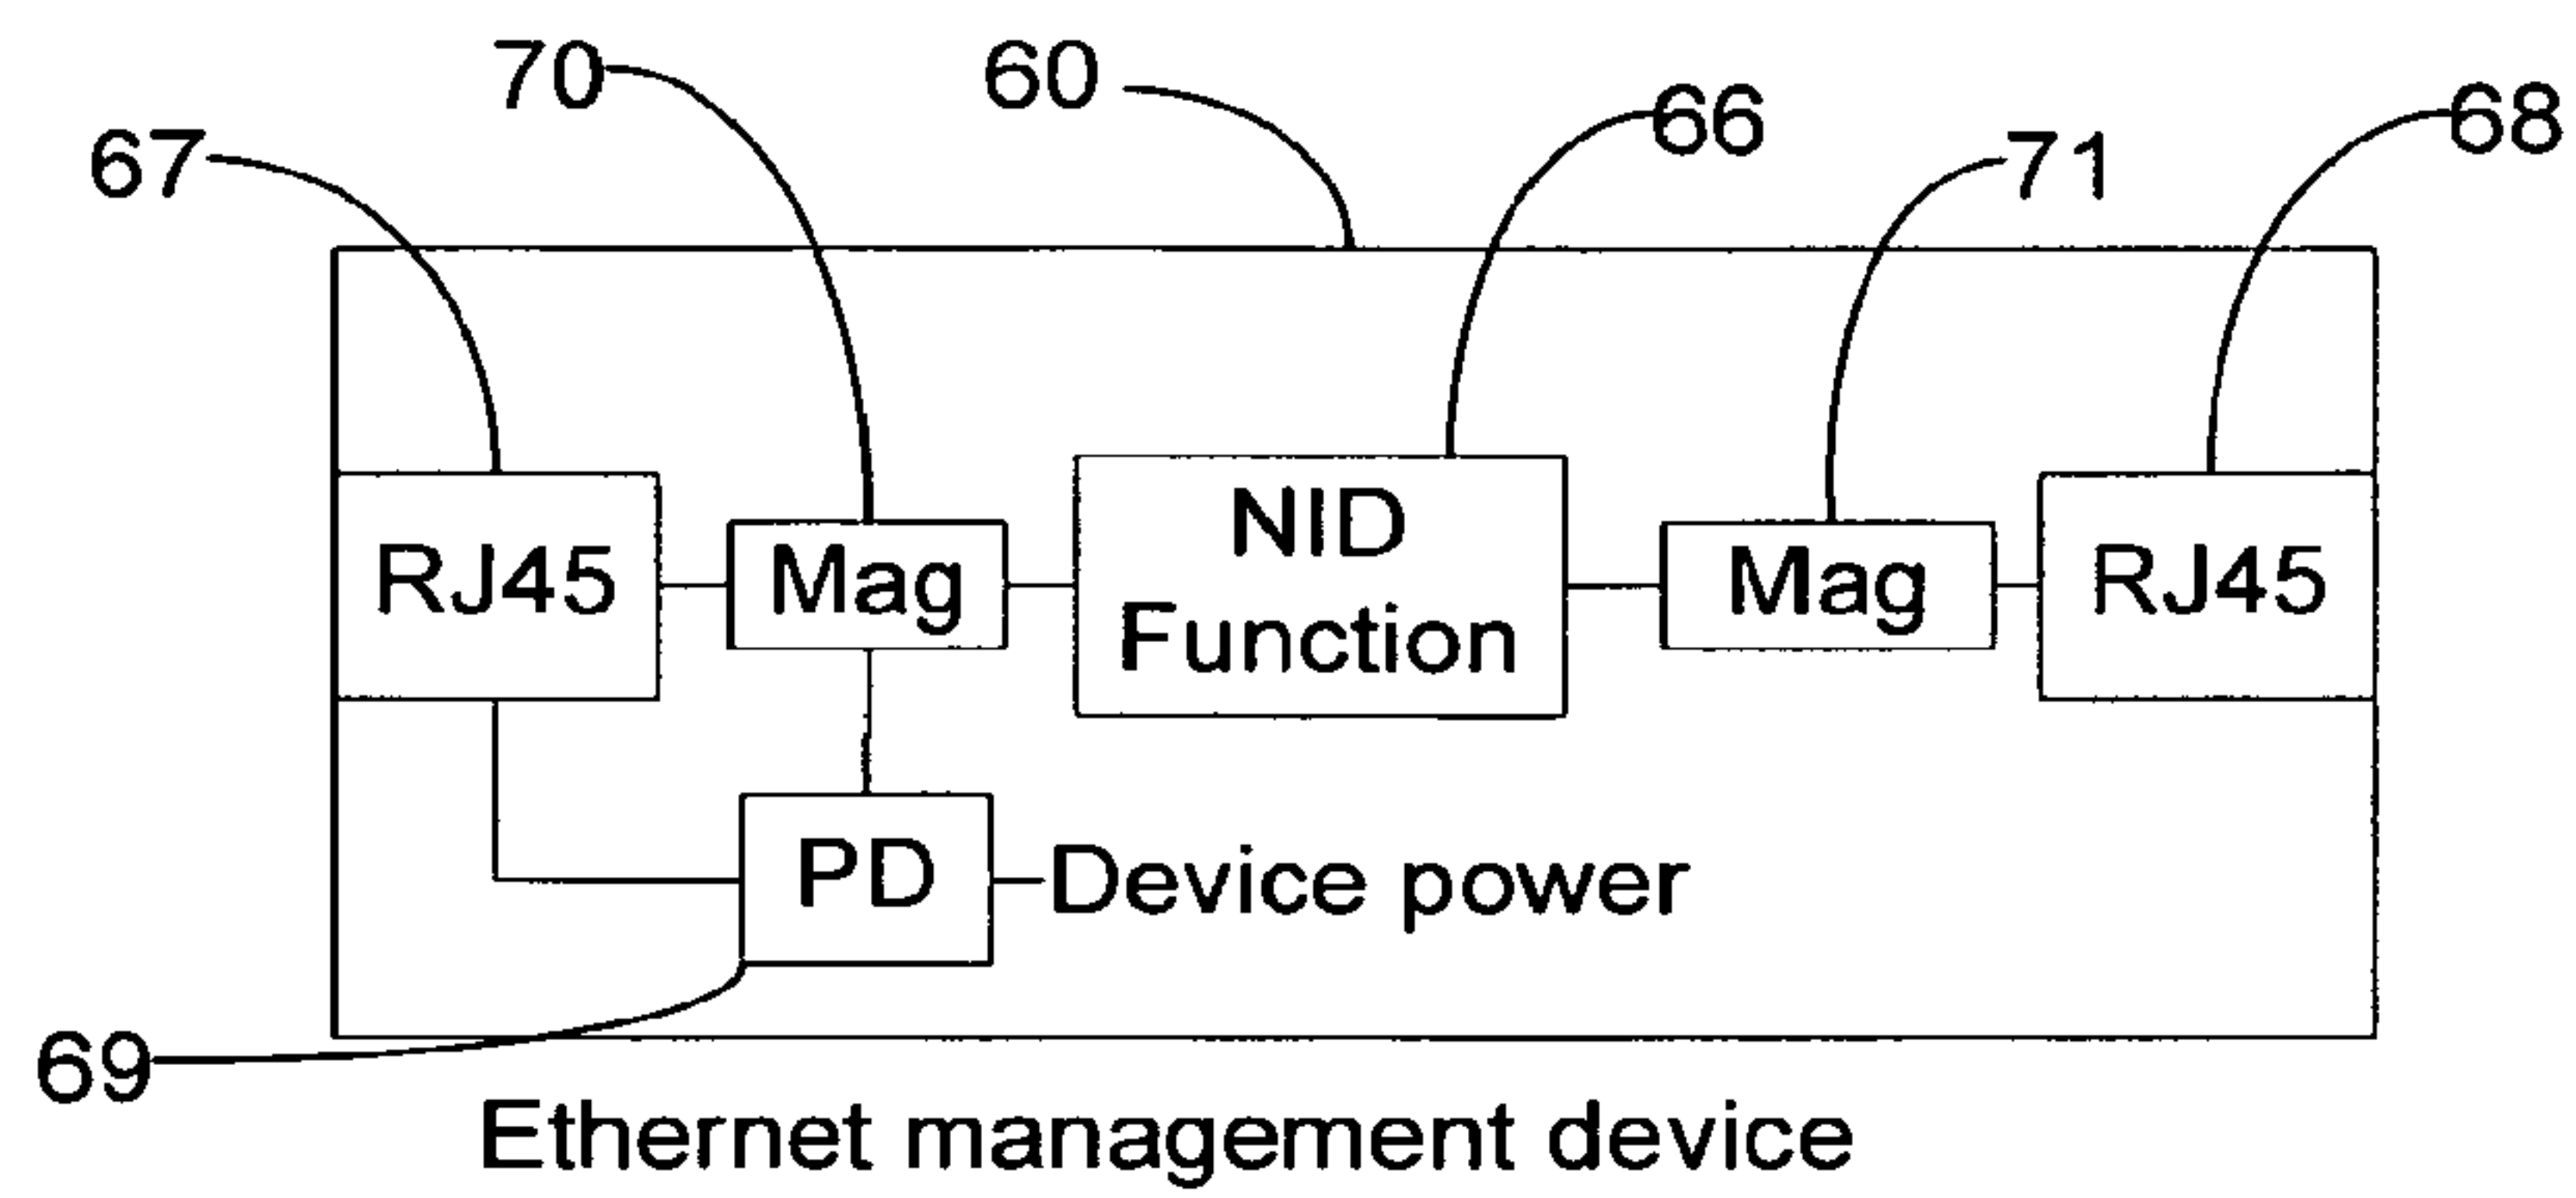 70
60
66
68
67
71
RJ45
Mag
NID
Function
Mag
RJ45
PD
Device power
69
Ethernet management device